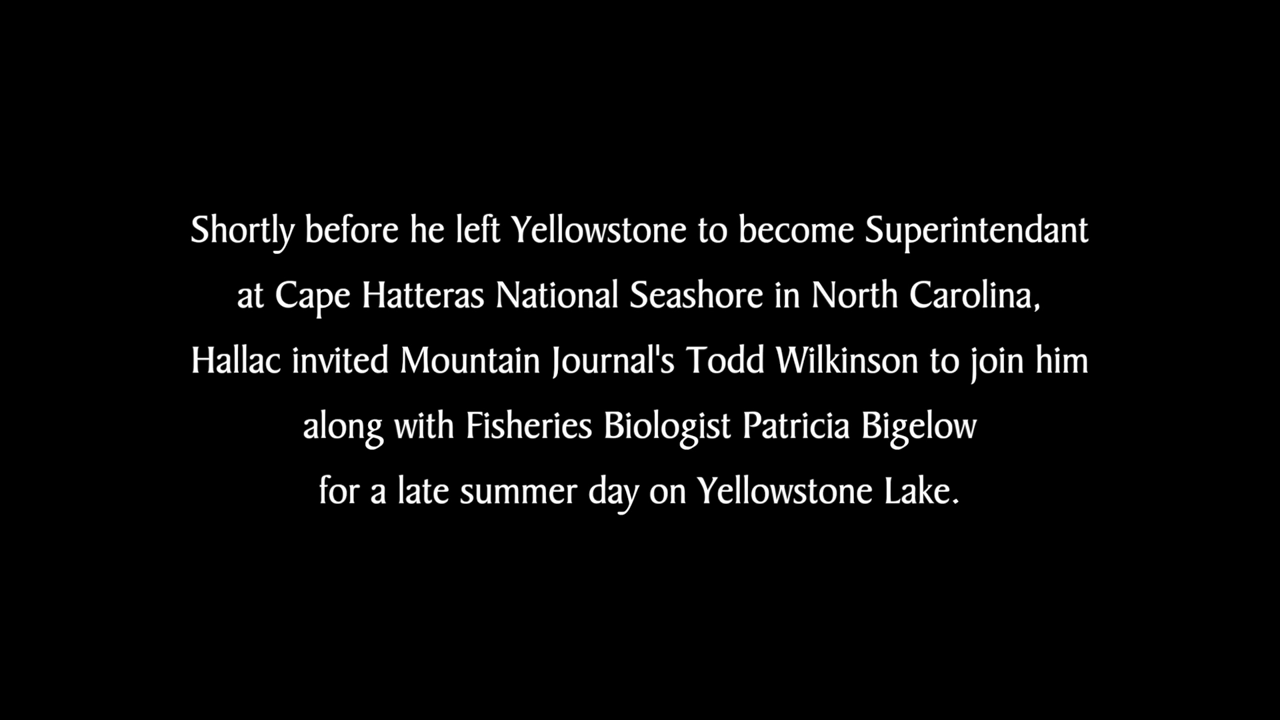 Shortly before he left Yellowstone to become Superintendant
at Cape Hatteras National Seashore in North Carolina,
Hallac invited Mountain Journal's Todd Wilkinson to join him
along with Fisheries Biologist Patricia Bigelow
for a late summer day on Yellowstone Lake.